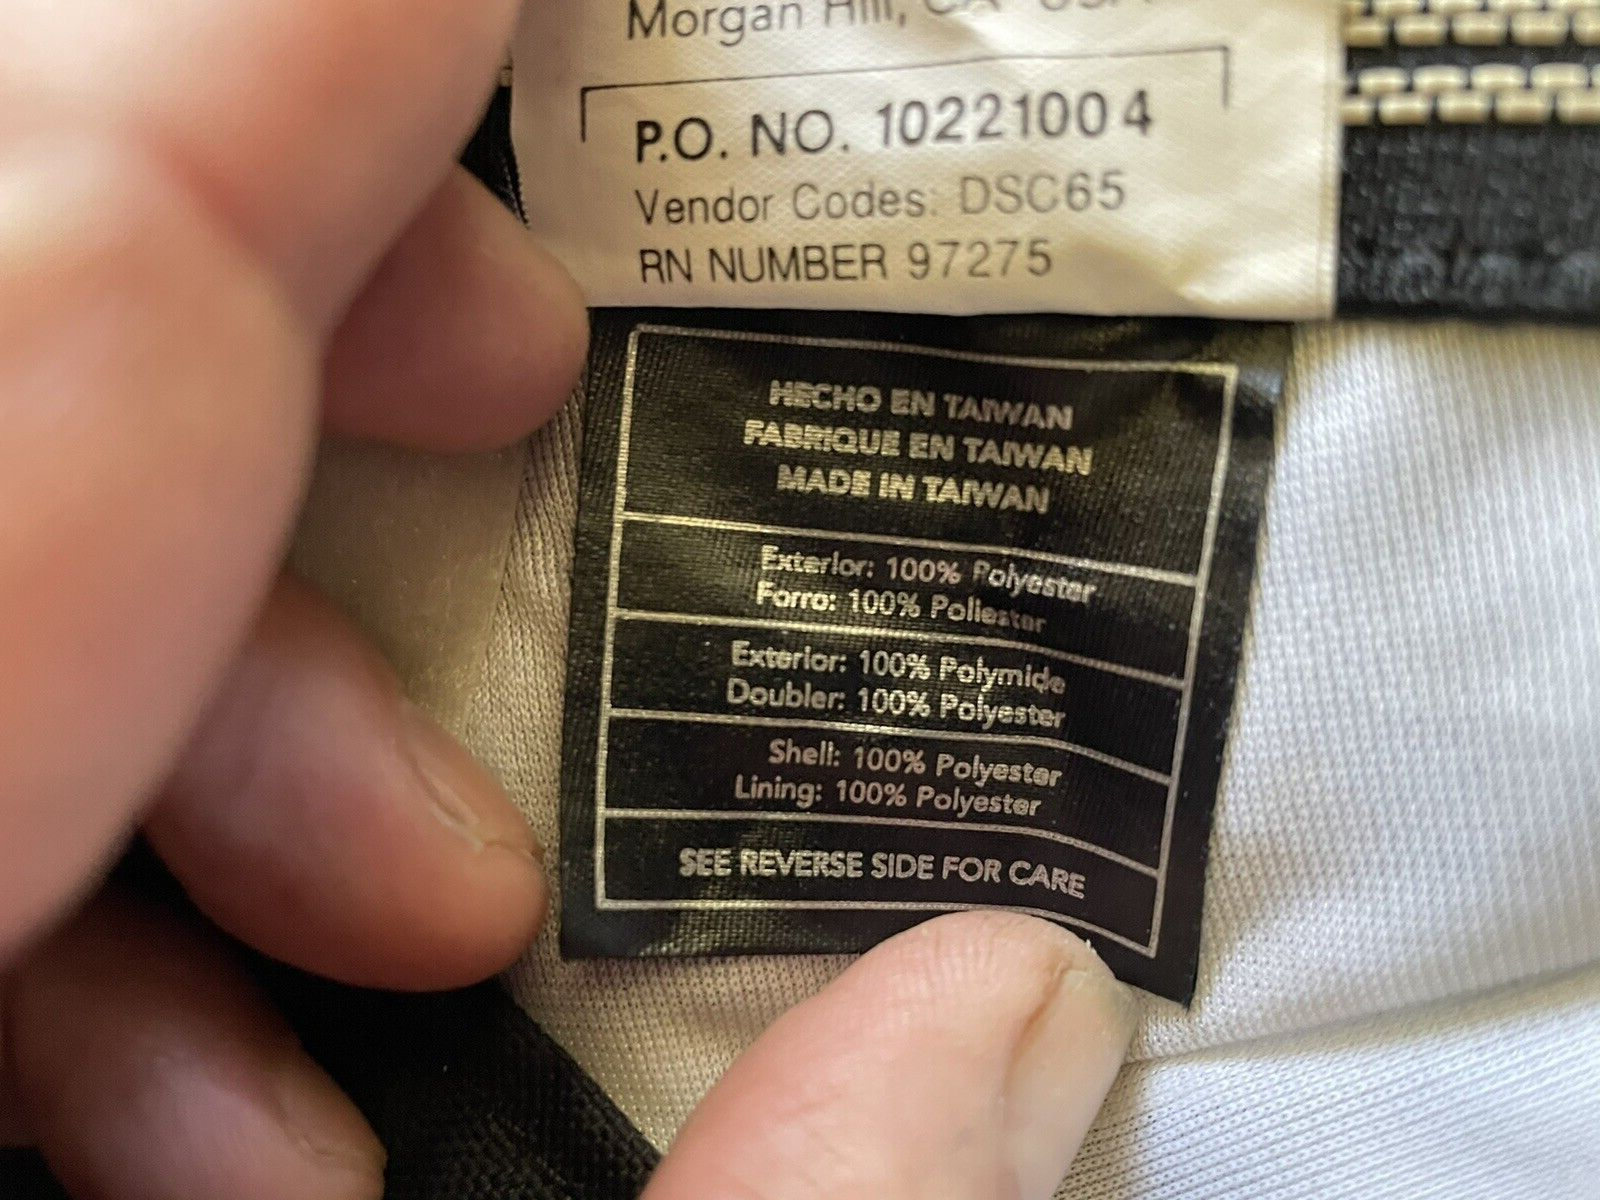 Morgan Hill, CA USA
P.O. NO. 10221004
Vendor Codes: DSC65
RN NUMBER 97275
HECHO EN TAIWAN
FABRIQUE EN TAIWAN
MADE IN TAIWAN
Exterior: 100% Polyester
Forro: 100% Poliester
Exterior: 100% Polymide
Doubler: 100% Polyester
Shell: 100% Polyester
Lining: 100% Polyester
SEE REVERSE SIDE FOR CARE